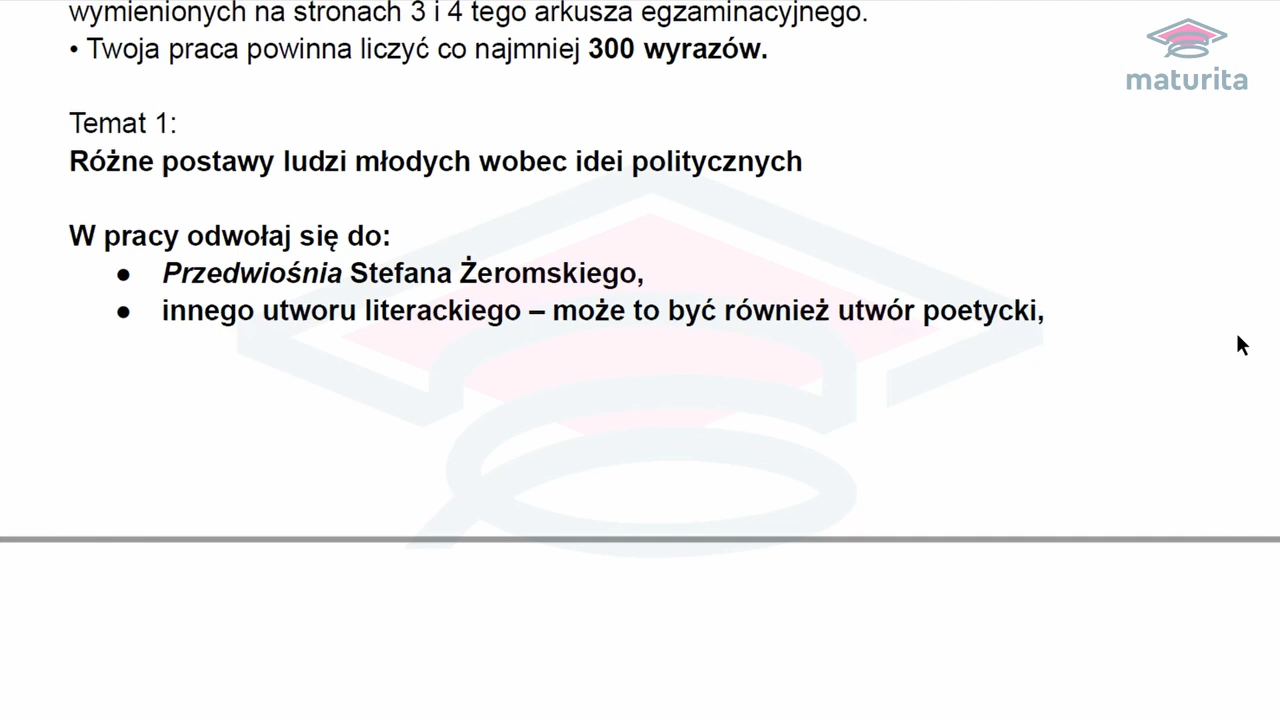 wymienionych na stronach 3 i 4 tego arkusza egzaminacyjnego.
• Twoja praca powinna liczyć co najmniej 300 wyrazów.
maturita
Temat 1:
Różne postawy ludzi młodych wobec idei politycznych
W pracy odwołaj się do:
● Przedwiośnia Stefana Żeromskiego,
● innego utworu literackiego – może to być również utwór poetycki,